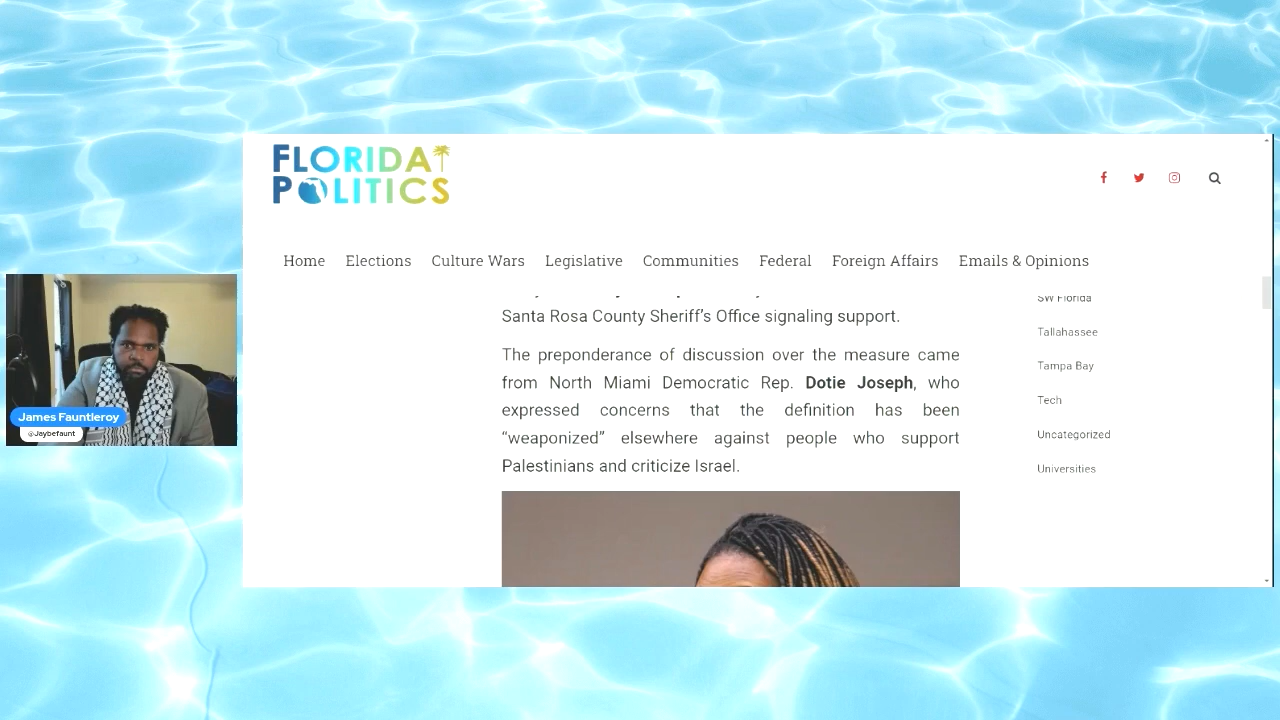 FLORIDA
POLITICS
Home Elections Culture Wars Legislative Communities Federal Foreign Affairs Emails & Opinions
Santa Rosa County Sheriff's Office signaling support.
The preponderance of discussion over the measure came
from North Miami Democratic Rep. Dotie Joseph, who
expressed concerns that the definition has been
“weaponized” elsewhere against people who support
Palestinians and criticize Israel.
SW Florida
Tallahassee
Tampa Bay
Tech
Uncategorized
Universities
James Fauntleroy
@Jaybefaunt